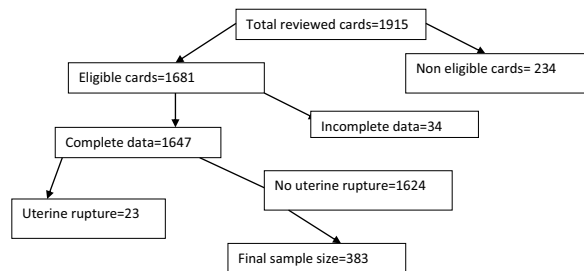 Total reviewed cards=1915
Eligible cards=1681
Non eligible cards= 234
Incomplete data=34
Complete data=1647
No uterine rupture=1624
Uterine rupture=23
Final sample size=383